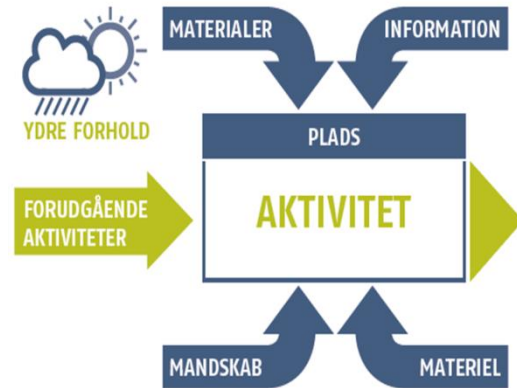 MATERIALER
INFORMATION
YDRE FORHOLD
PLADS
FORUDGÅENDE
AKTIVITETER
AKTIVITET
MANDSKAB
MATERIEL